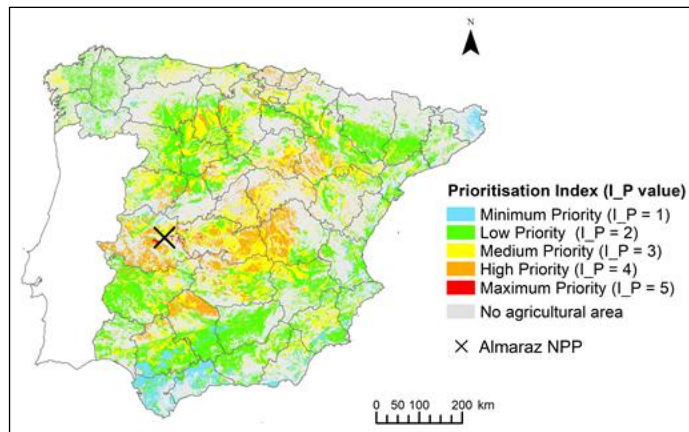 N
Prioritisation Index (I_P value)
Minimum Priority (I_P = 1)
Low Priority (I_P = 2)
Medium Priority (I_P = 3)
High Priority (I_P = 4)
Maximum Priority (I_P = 5)
No agricultural area
Almaraz NPP
0 50 100 200 km